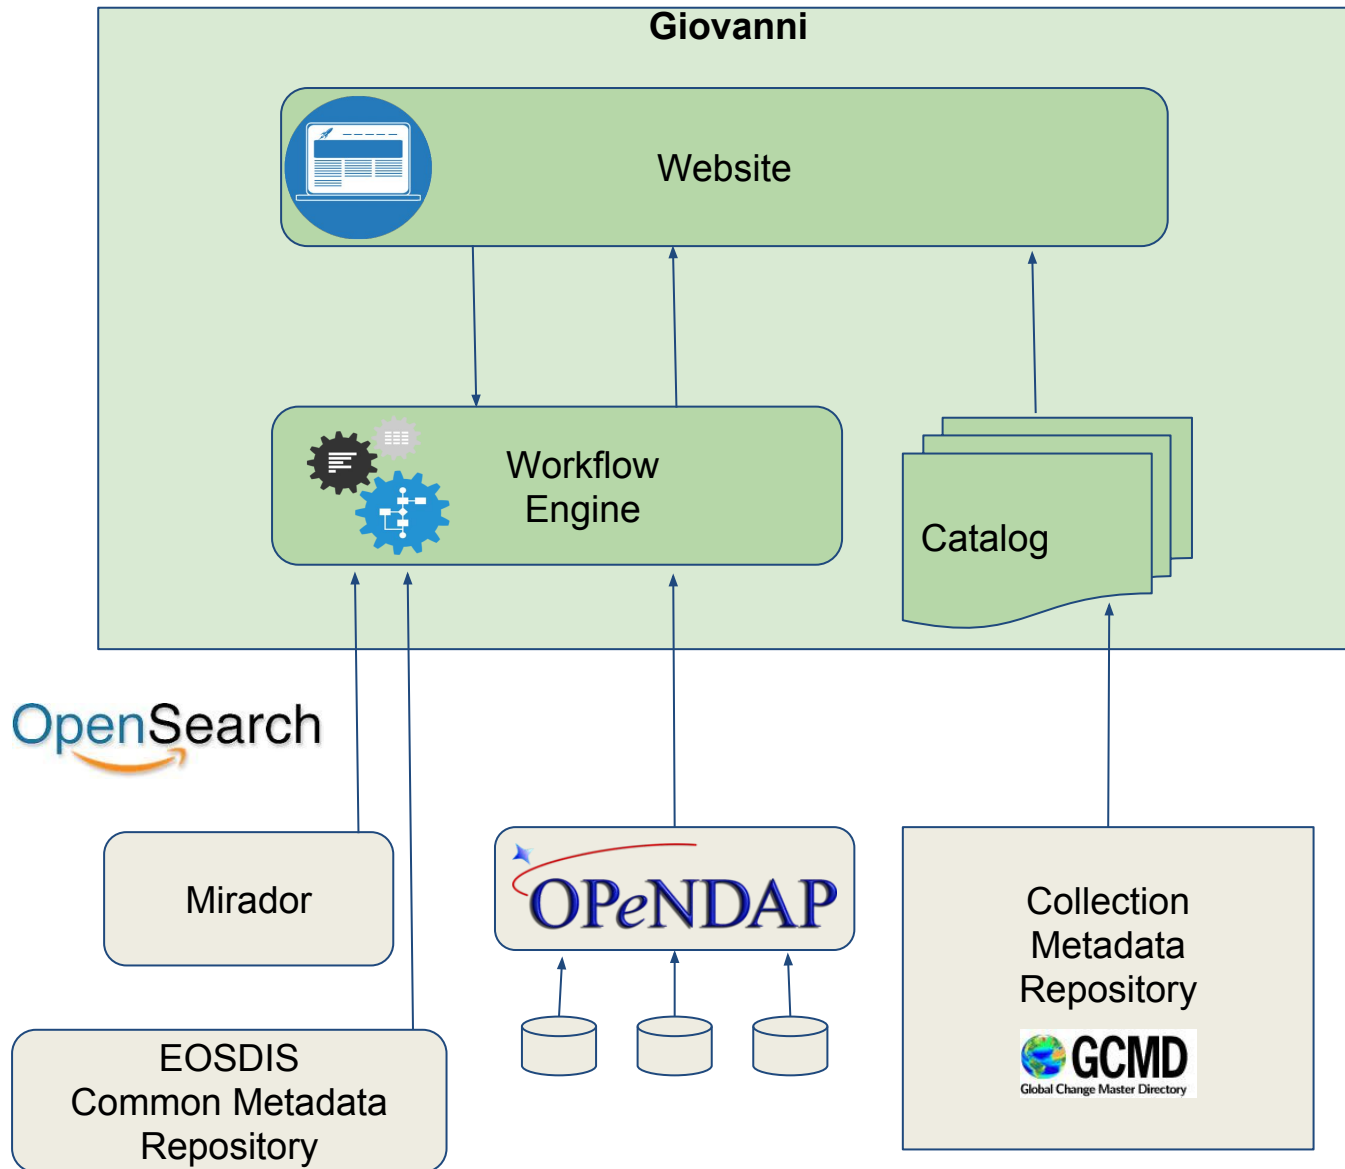 Giovanni
Website
Workflow
Engine
Catalog
OpenSearch
Mirador
OPeNDAP
Collection
Metadata
Repository
GCMD
Global Change Master Directory
EOSDIS
Common Metadata
Repository